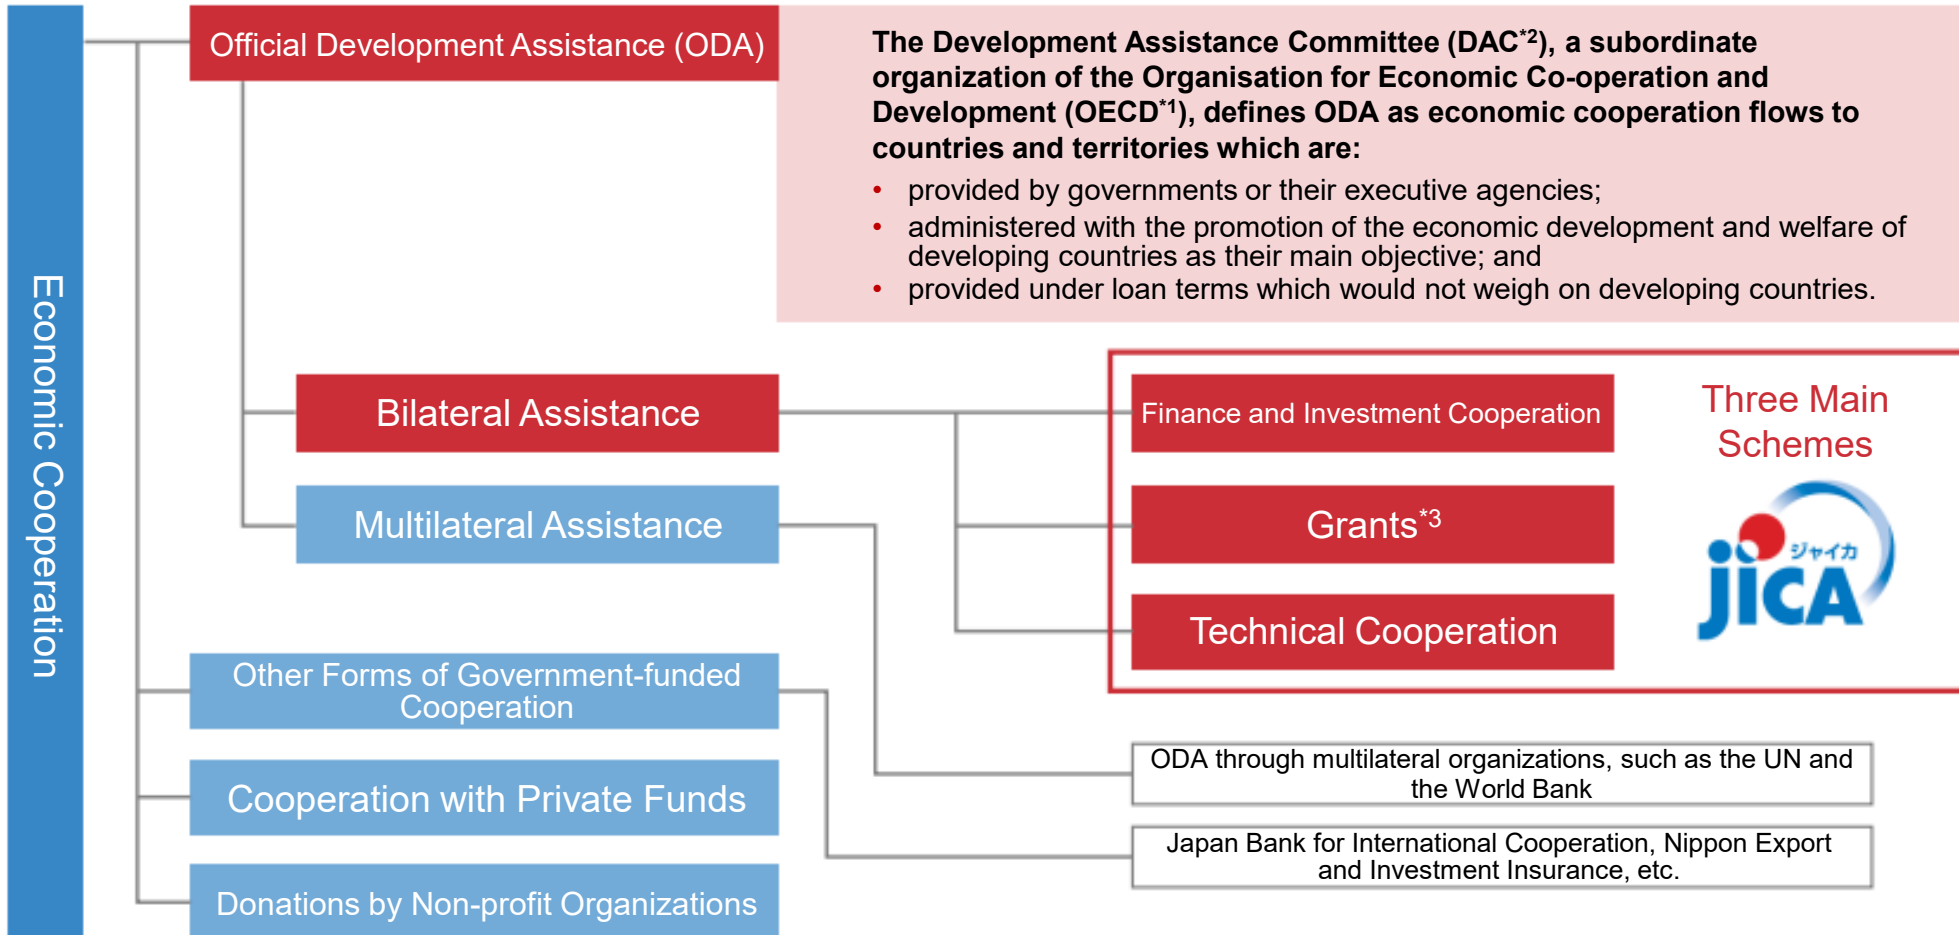 Economic Cooperation
Official Development Assistance (ODA)
The Development Assistance Committee (DAC*2), a subordinate
organization of the Organisation for Economic Co-operation and
Development (OECD*1), defines ODA as economic cooperation flows to
countries and territories which are:
• provided by governments or their executive agencies;
• administered with the promotion of the economic development and welfare of
developing countries as their main objective; and
• provided under loan terms which would not weigh on developing countries.
Bilateral Assistance
Multilateral Assistance
Finance and Investment Cooperation
Grants*3
Technical Cooperation
Three Main
Schemes
ジャイカ
JICA
Other Forms of Government-funded
Cooperation
Cooperation with Private Funds
Donations by Non-profit Organizations
ODA through multilateral organizations, such as the UN and
the World Bank
Japan Bank for International Cooperation, Nippon Export
and Investment Insurance, etc.